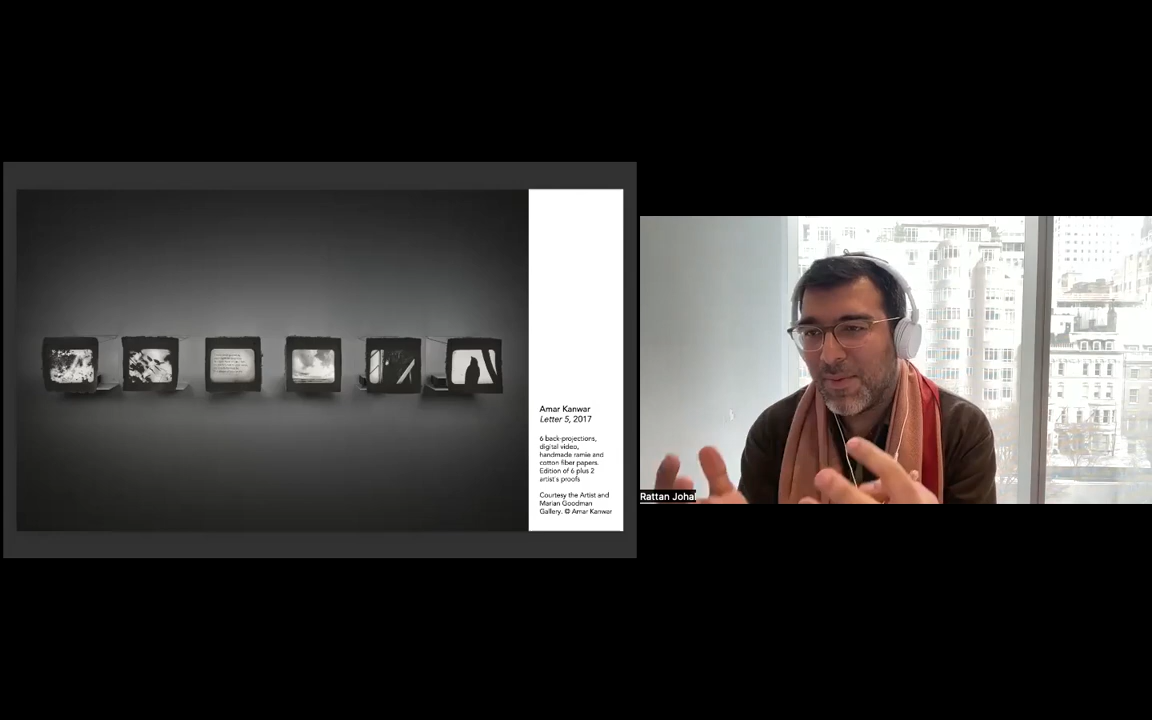 Amar Kanwar
Letter 5, 2017
6 back-projections,
digital video,
handmade ramie and
cotton fiber papers.
Edition of 6 plus 2
artist's proofs
Courtesy the Artist and
Marian Goodman
Gallery. © Amar Kanwar
Rattan Johal